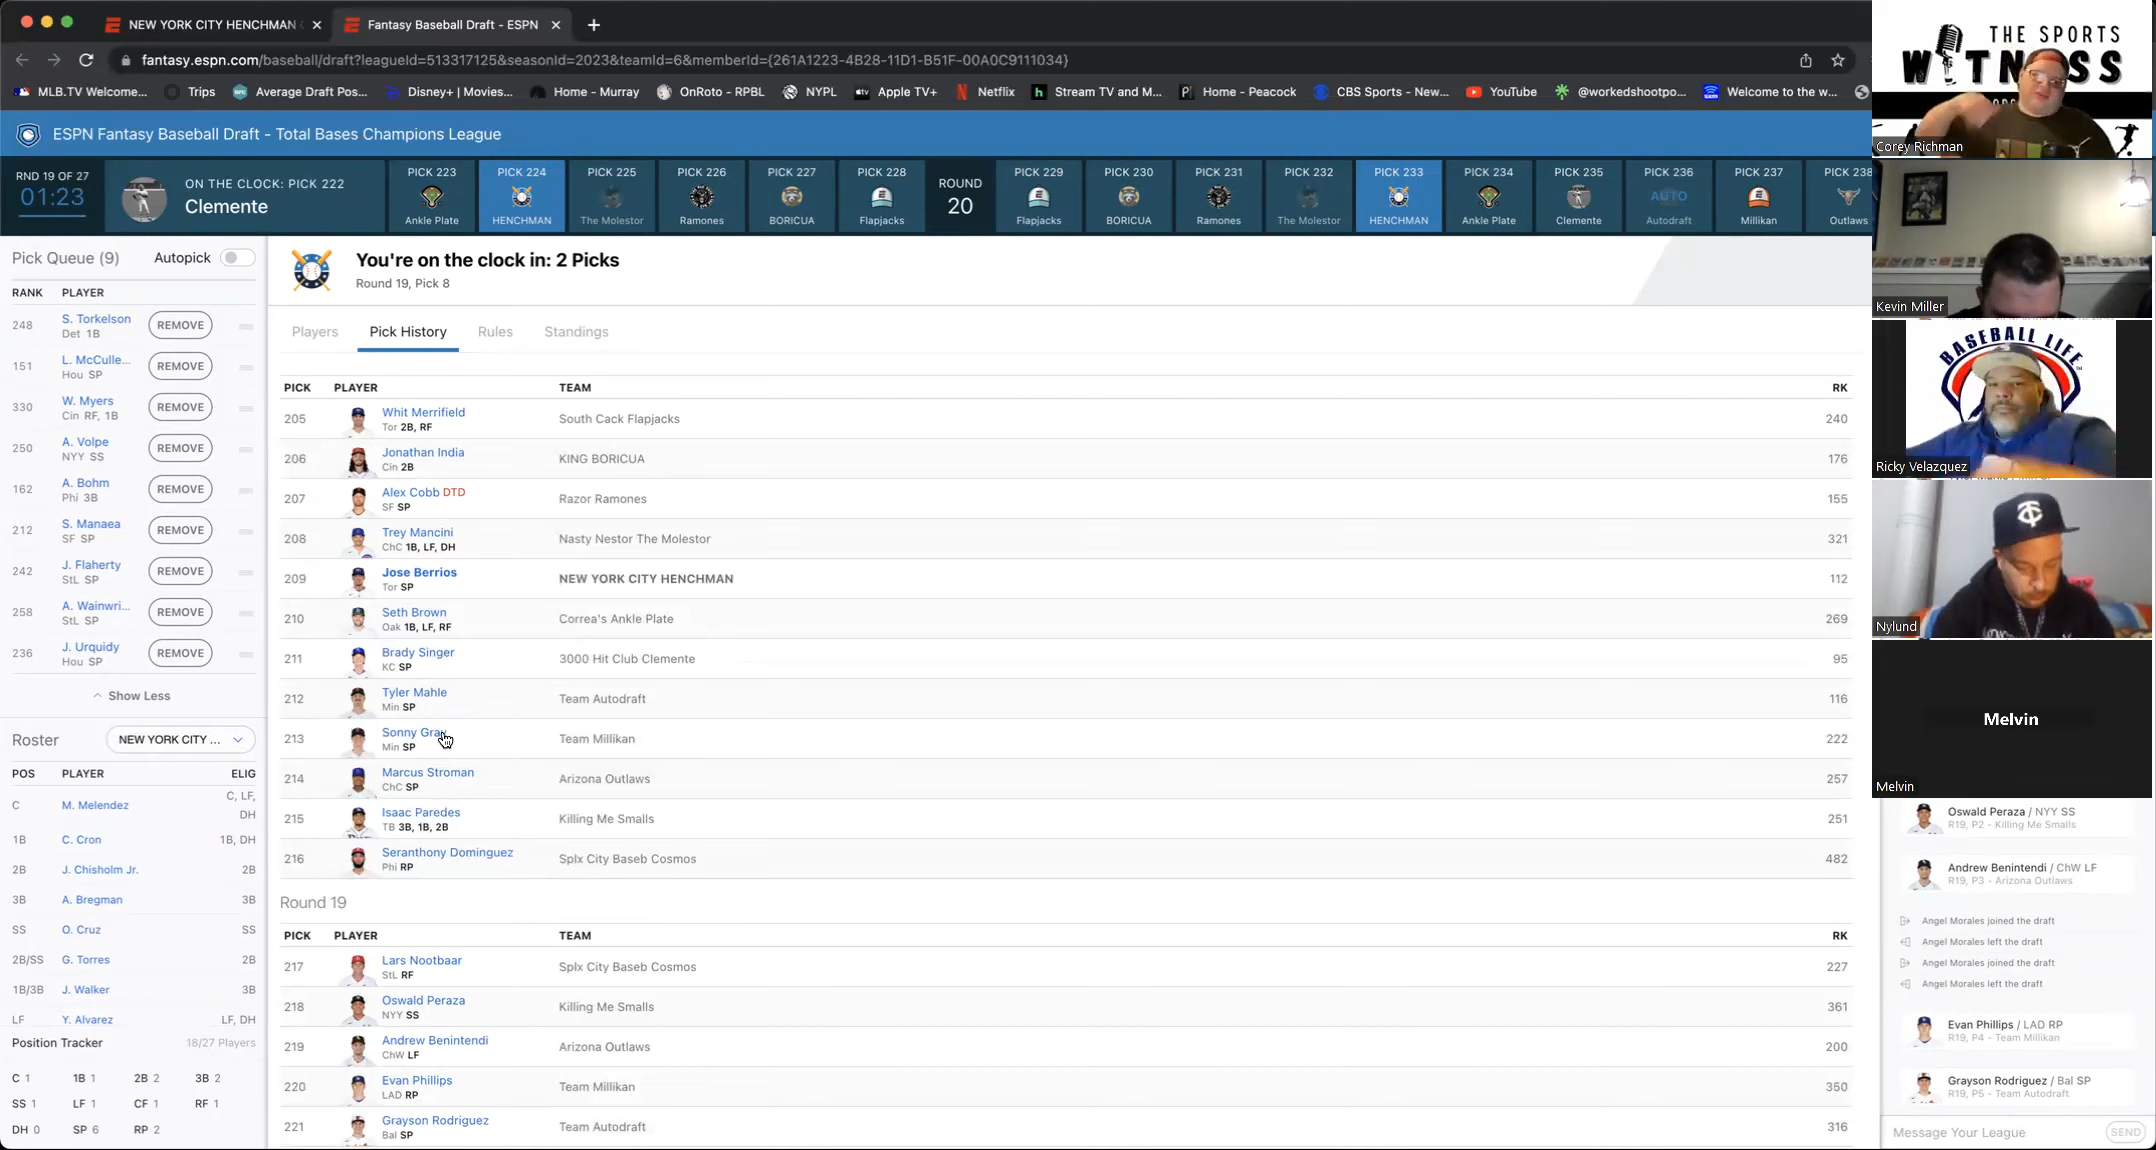 NEW YORK CITY HENCHMAN
Fantasy Baseball Draft - ESPN
fantasy.espn.com/baseball/draft?leagueId=513317125&seasonId=2023&teamId=6&memberId={261A1223-4B28-11D1-B51F-00A0C9111034}
MLB.TV Welcome... Trips Average Draft Pos... Disney+ | Movies... Home - Murray OnRoto - RPBL NYPL Apple TV+ Netflix Stream TV and M... Home - Peacock CBS Sports - New... YouTube @workedshootpo... Welcome to the w...
ESPN Fantasy Baseball Draft - Total Bases Champions League
RND 19 OF 27
01:23
ON THE CLOCK: PICK 222
Clemente
PICK 223
Ankle Plate
PICK 224
HENCHMAN
PICK 225
The Molestor
PICK 226
Ramones
PICK 227
BORICUA
PICK 228
Flapjacks
ROUND
20
PICK 229
Flapjacks
PICK 230
BORICUA
PICK 231
Ramones
PICK 232
The Molestor
PICK 233
HENCHMAN
PICK 234
Ankle Plate
PICK 235
Clemente
PICK 236
AUTO
Autodraft
PICK 237
Millikan
PICK 238
Outlaws
Pick Queue (9) Autopick
RANK PLAYER
248 S. Torkelson REMOVE
Det 1B
151 L. McCulle... REMOVE
Hou SP
330 W. Myers REMOVE
Cin RF, 1B
250 A. Volpe REMOVE
NYY SS
162 A. Bohm REMOVE
Phi 3B
212 S. Manaea REMOVE
SF SP
242 J. Flaherty REMOVE
StL SP
258 A. Wainwri... REMOVE
StL SP
236 J. Urquidy REMOVE
Hou SP
Show Less
Roster NEW YORK CITY ...
POS PLAYER ELIG
C M. Melendez C, LF, DH
1B C. Cron 1B, DH
2B J. Chisholm Jr. 2B
3B A. Bregman 3B
SS O. Cruz SS
2B/SS G. Torres 2B
1B/3B J. Walker 3B
LF Y. Alvarez LF, DH
Position Tracker 18/27 Players
C 1 1B 1 2B 2 3B 2
SS 1 LF 1 CF 1 RF 1
DH 0 SP 6 RP 2
You're on the clock in: 2 Picks
Round 19, Pick 8
Players Pick History Rules Standings
PICK PLAYER TEAM RK
205 Whit Merrifield South Cack Flapjacks 240
Tor 2B, RF
206 Jonathan India KING BORICUA 176
Cin 2B
207 Alex Cobb DTD Razor Ramones 155
SF SP
208 Trey Mancini Nasty Nestor The Molestor 321
ChC 1B, LF, DH
209 Jose Berrios NEW YORK CITY HENCHMAN 112
Tor SP
210 Seth Brown Correa's Ankle Plate 269
Oak 1B, LF, RF
211 Brady Singer 3000 Hit Club Clemente 95
KC SP
212 Tyler Mahle Team Autodraft 116
Min SP
213 Sonny Gray Team Millikan 222
Min SP
214 Marcus Stroman Arizona Outlaws 257
ChC SP
215 Isaac Paredes Killing Me Smalls 251
TB 3B, 1B, 2B
216 Seranthony Dominguez Splx City Baseb Cosmos 482
Phi RP
Round 19
PICK PLAYER TEAM RK
217 Lars Nootbaar Splx City Baseb Cosmos 227
StL RF
218 Oswald Peraza Killing Me Smalls 361
NYY SS
219 Andrew Benintendi Arizona Outlaws 200
ChW LF
220 Evan Phillips Team Millikan 350
LAD RP
221 Grayson Rodriguez Team Autodraft 316
Bal SP
THE SPORTS
WITNESS
Corey Richman
Kevin Miller
BASEBALL LIFE
Ricky Velazquez
TC
Nylund
Melvin
Melvin
Oswald Peraza / NYY SS
R19, P2 - Killing Me Smalls
Andrew Benintendi / ChW LF
R19, P3 - Arizona Outlaws
Angel Morales joined the draft
Angel Morales left the draft
Angel Morales joined the draft
Angel Morales left the draft
Evan Phillips / LAD RP
R19, P4 - Team Millikan
Grayson Rodriguez / Bal SP
R19, P5 - Team Autodraft
Message Your League SEND